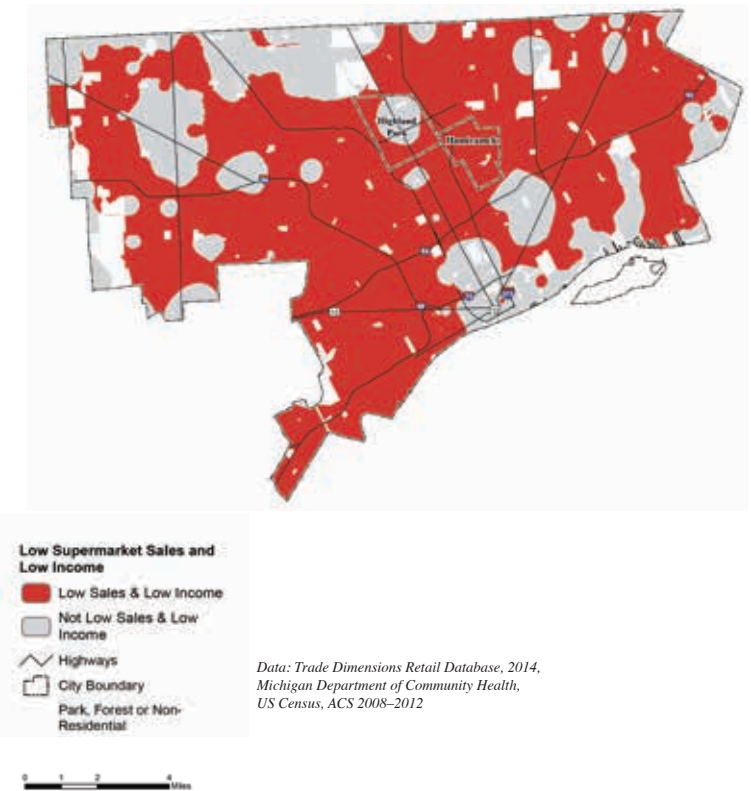 Highland
Park
Hamtramck
Low Supermarket Sales and
Low Income
Low Sales & Low Income
Not Low Sales & Low
Income
Highways
City Boundary
Park, Forest or Non-
Residential
Data: Trade Dimensions Retail Database, 2014,
Michigan Department of Community Health,
US Census, ACS 2008–2012
0 1 2 4
Miles